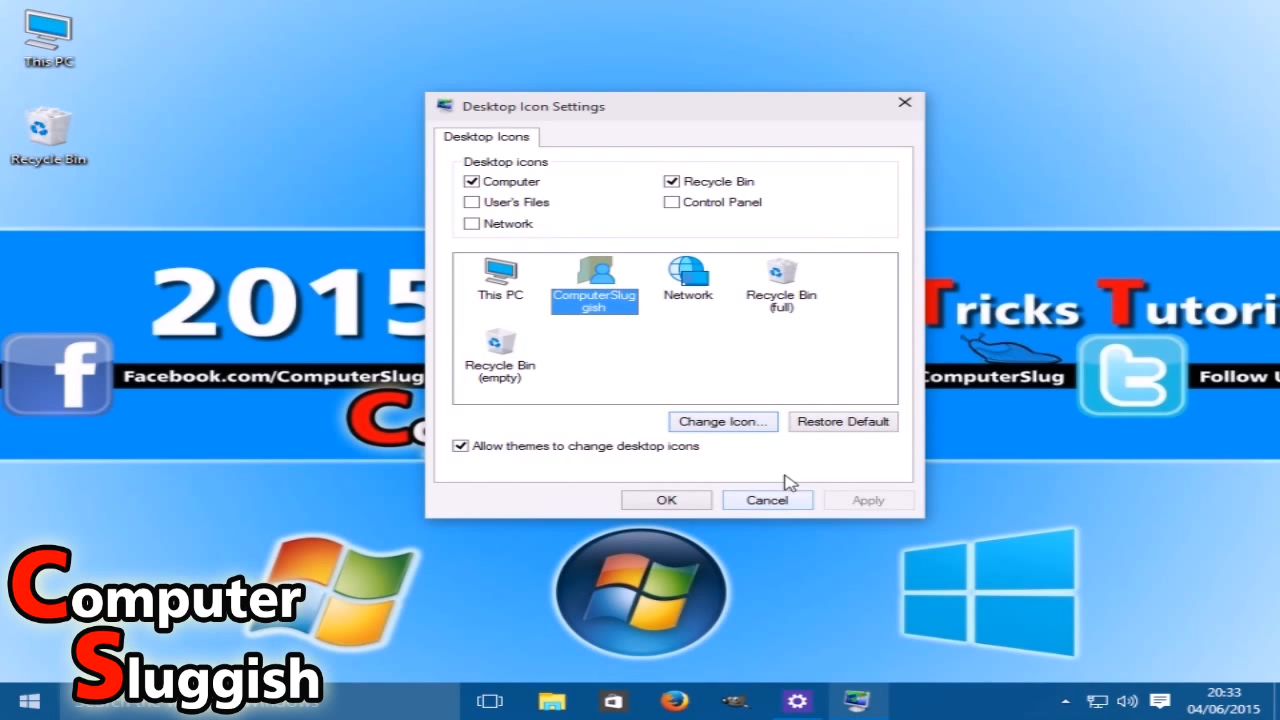 This PC
Recycle Bin
Desktop Icon Settings
Desktop Icons
Desktop icons
Computer
Recycle Bin
User's Files
Control Panel
Network
This PC
ComputerSlug
gish
Network
Recycle Bin
(full)
Recycle Bin
(empty)
Change Icon...
Restore Default
Allow themes to change desktop icons
OK
Cancel
Apply
2015
Tricks Tutori
f
Facebook.com/ComputerSlug
C
ComputerSlug
t
Follow U
Computer
Sluggish
20:33
04/06/2015